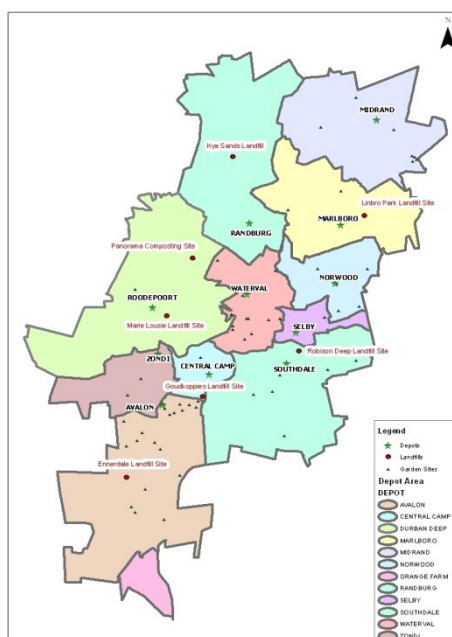 N
MIDRAND
Kya Sands Landfill
Linbro Park Landfill Site
RANDBURG
MARLBORO
Panorama Composting Site
NORWOOD
WATERVAL
ROODEPOORT
Marie Lousie Landfill Site
SELBY
Robison Deep Landfill Site
ZONDI
CENTRAL CAMP
SOUTHDALE
Goudkoppies Landfill Site
AVALON
Ennerdale Landfill Site
Legend
Depots
Landfills
Garden Sites
Depot Area
DEPOT
AVALON
CENTRAL CAMP
DURBAN DEEP
MARLBORO
MIDRAND
NORWOOD
ORANGE FARM
RANDBURG
SELBY
SOUTHDALE
WATERVAL
ZONDI